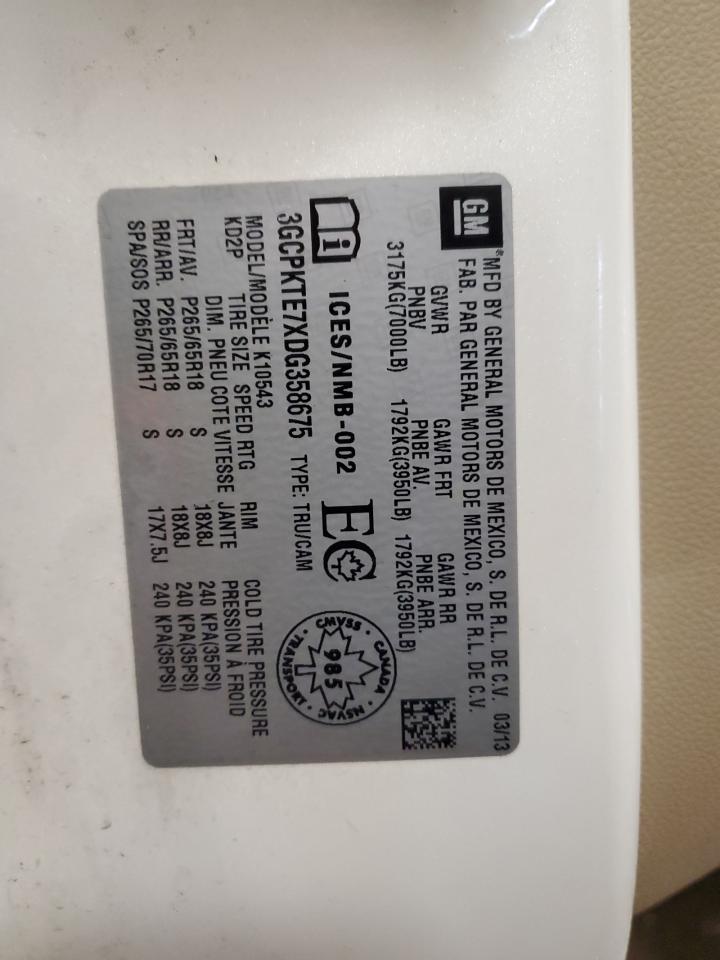 GM
MFD BY GENERAL MOTORS DE MEXICO, S. DE R.L. DE C.V. 03/13
FAB. PAR GENERAL MOTORS DE MEXICO, S. DE R.L. DE C.V.
GVWR GAWR FRT GAWR RR
PNBV PNBE AV. PNBE ARR.
3175KG(7000LB) 1792KG(3950LB) 1792KG(3950LB)
i ICES/NMB-002 EC
CMVSS · CANADA · NSVAC · TRANSPORT ·
985
3GCPKTE7XDG358675 TYPE: TRU/CAM
MODEL/MODÈLE K10543
KD2P TIRE SIZE SPEED RTG RIM COLD TIRE PRESSURE
DIM. PNEU COTE VITESSE JANTE PRESSION À FROID
FRT/AV. P265/65R18 S 18X8J 240 KPA(35PSI)
RR/ARR. P265/65R18 S 18X8J 240 KPA(35PSI)
SPA/SOS P265/70R17 S 17X7.5J 240 KPA(35PSI)